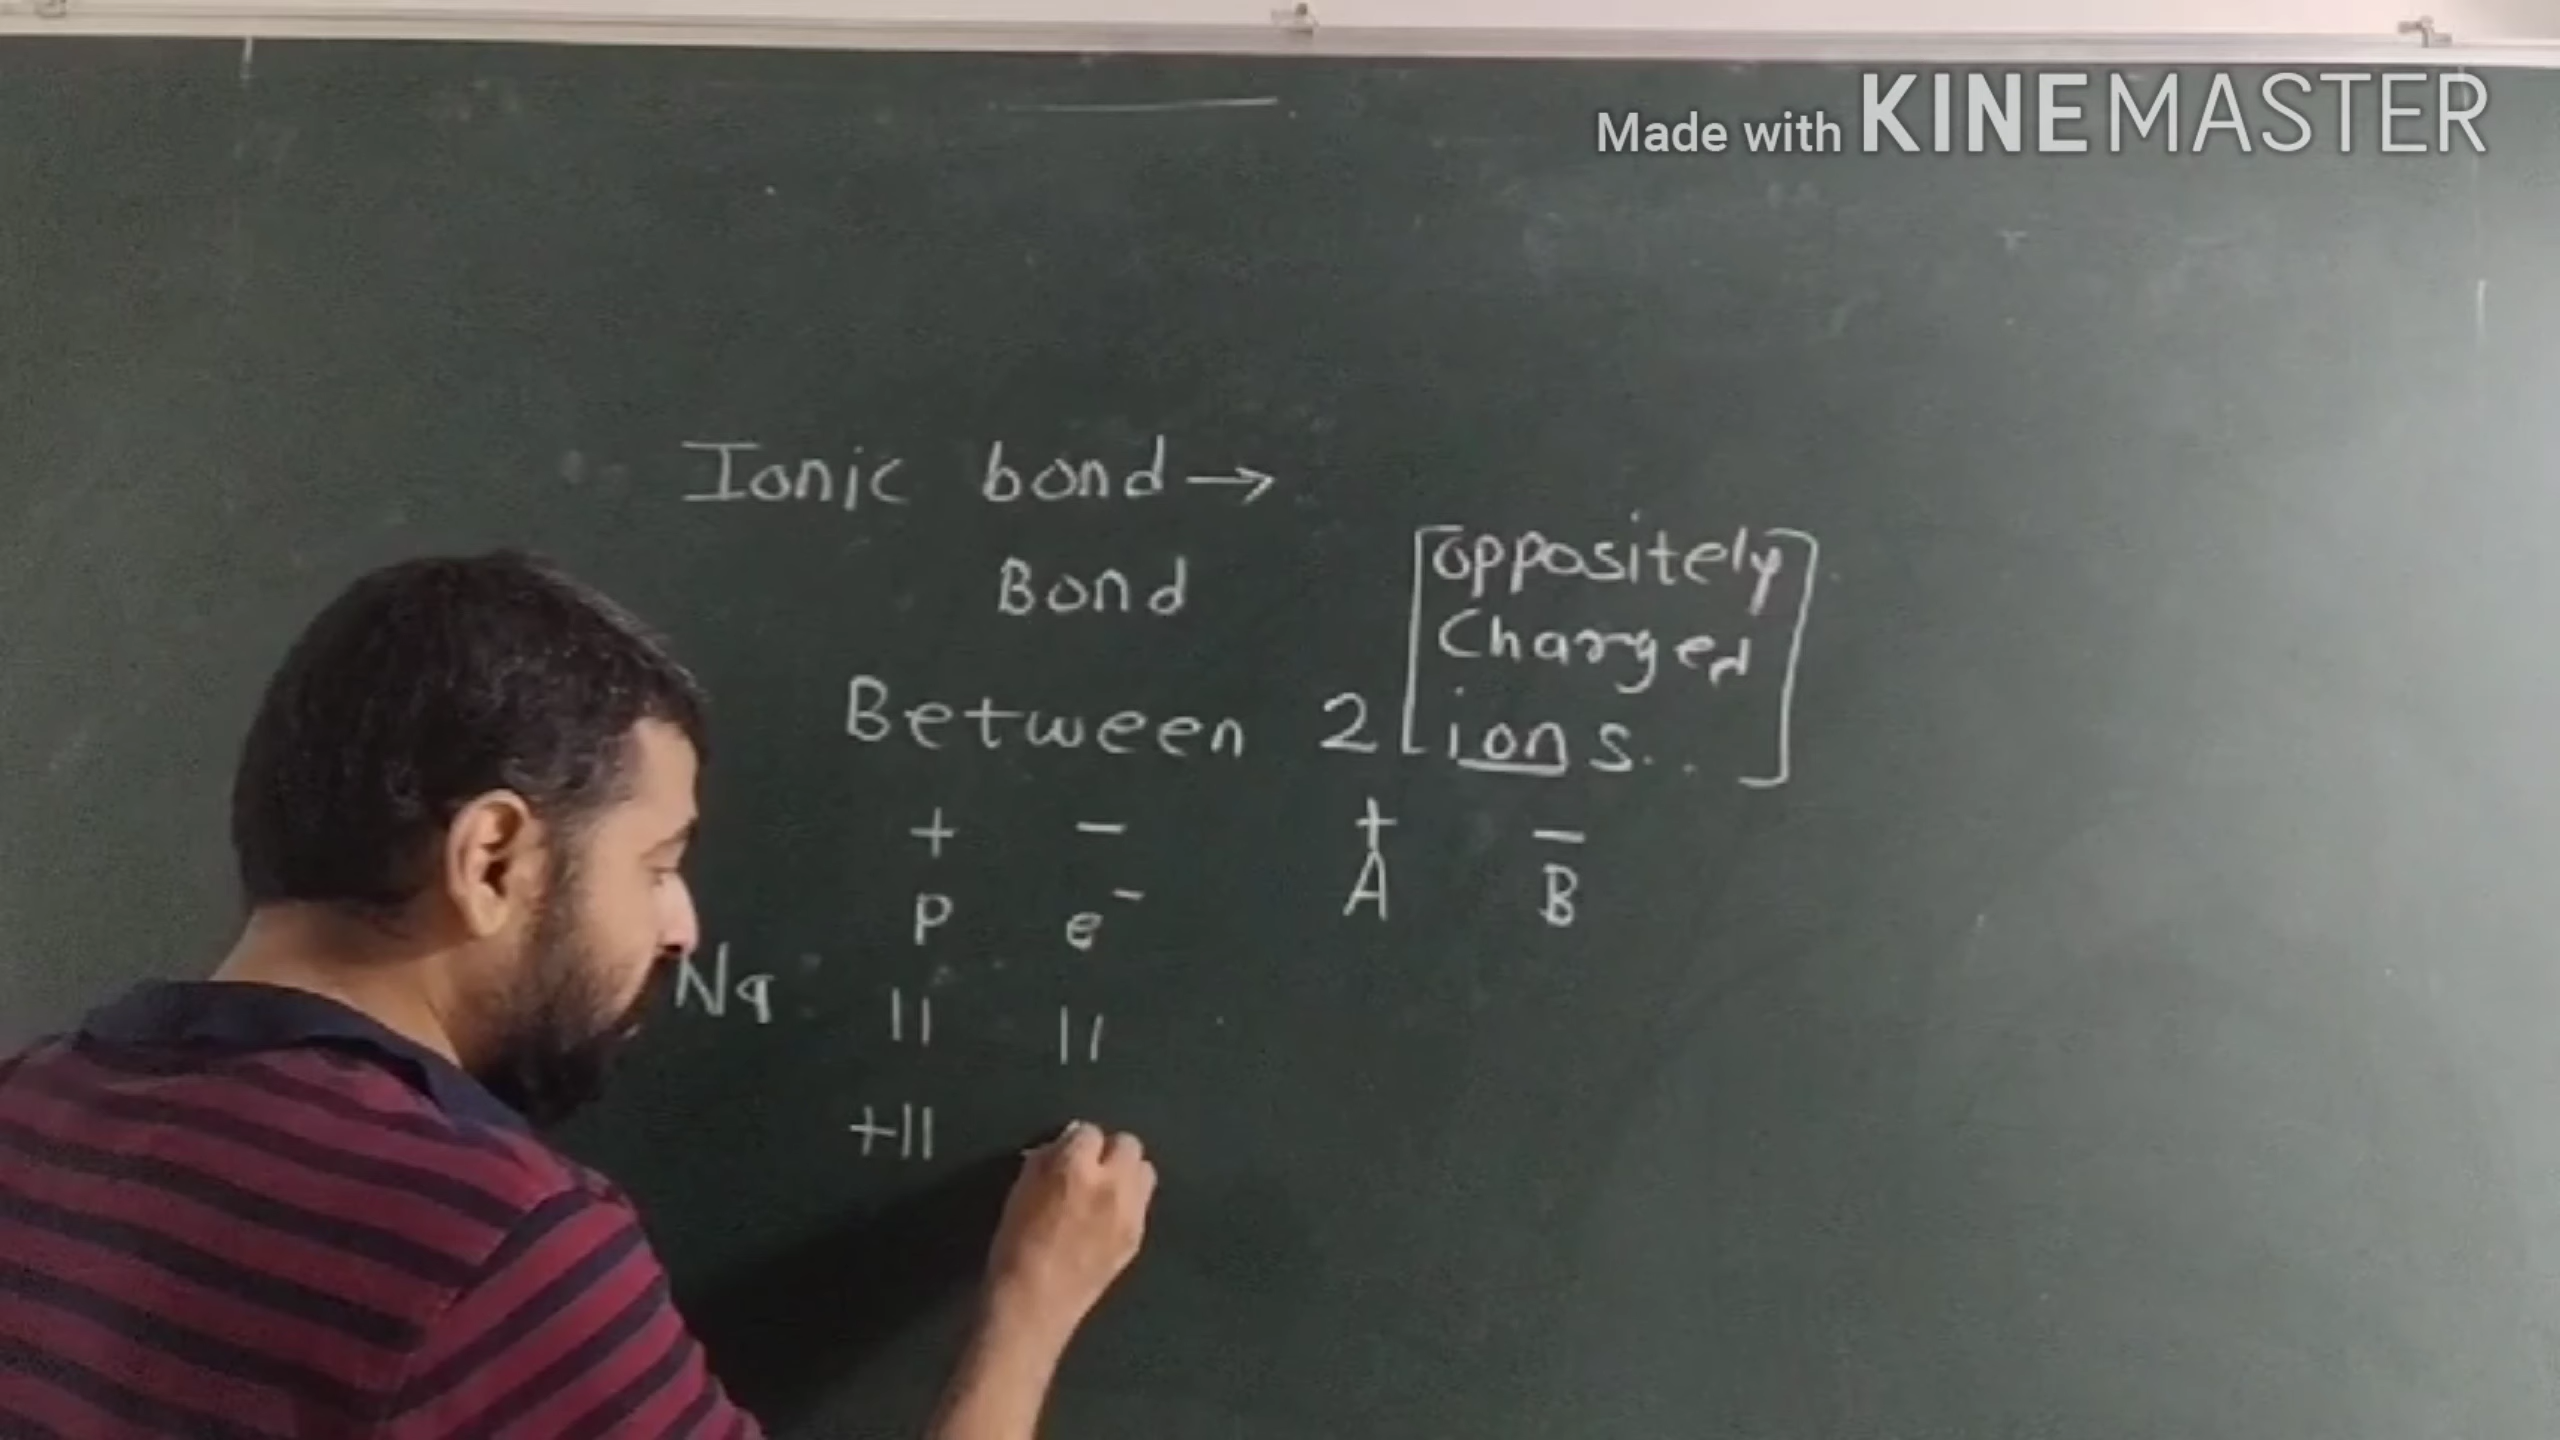 Made with KINEMASTER
Ionic bond →
Bond
Between 2 [oppositely
Charged
ions..]
+ - + -
p e⁻ A B
Na 11 11
+11